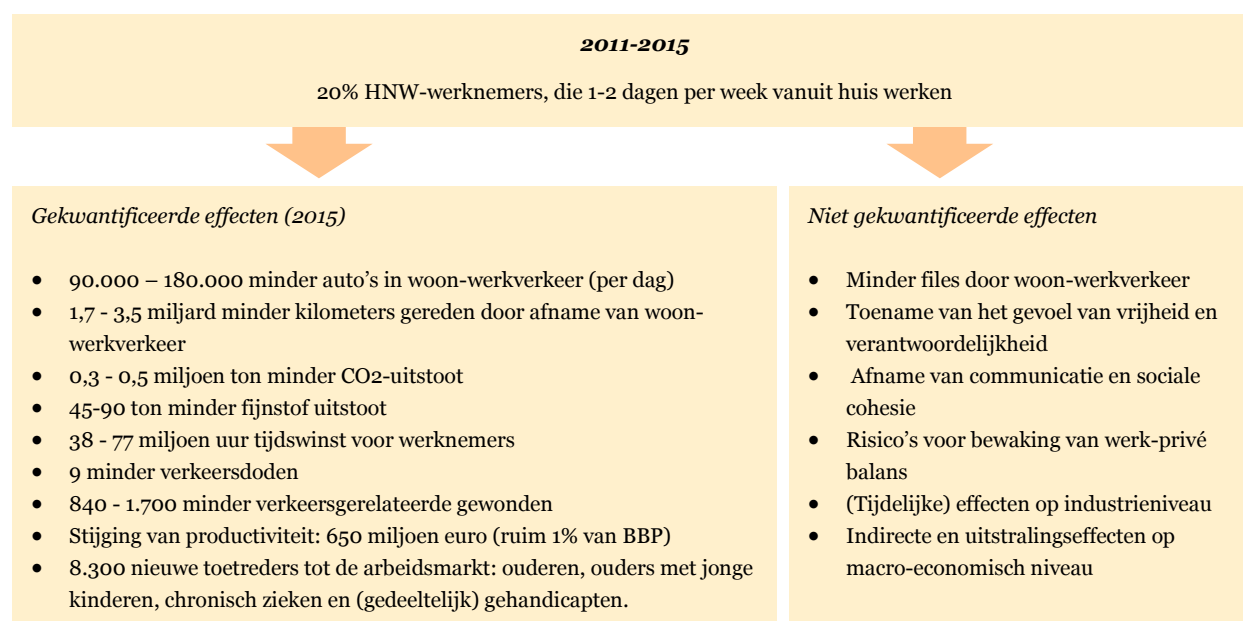 2011-2015
20% HNW-werknemers, die 1-2 dagen per week vanuit huis werken
Gekwantificeerde effecten (2015)
• 90.000 – 180.000 minder auto's in woon-werkverkeer (per dag)
• 1,7 - 3,5 miljard minder kilometers gereden door afname van woon-
werkverkeer
• 0,3 - 0,5 miljoen ton minder CO2-uitstoot
• 45-90 ton minder fijnstof uitstoot
• 38 - 77 miljoen uur tijdswinst voor werknemers
• 9 minder verkeersdoden
• 840 - 1.700 minder verkeersgerelateerde gewonden
• Stijging van productiviteit: 650 miljoen euro (ruim 1% van BBP)
• 8.300 nieuwe toetreders tot de arbeidsmarkt: ouderen, ouders met jonge
kinderen, chronisch zieken en (gedeeltelijk) gehandicapten.
Niet gekwantificeerde effecten
• Minder files door woon-werkverkeer
• Toename van het gevoel van vrijheid en
verantwoordelijkheid
• Afname van communicatie en sociale
cohesie
• Risico's voor bewaking van werk-privé
balans
• (Tijdelijke) effecten op industrieniveau
• Indirecte en uitstralingseffecten op
macro-economisch niveau